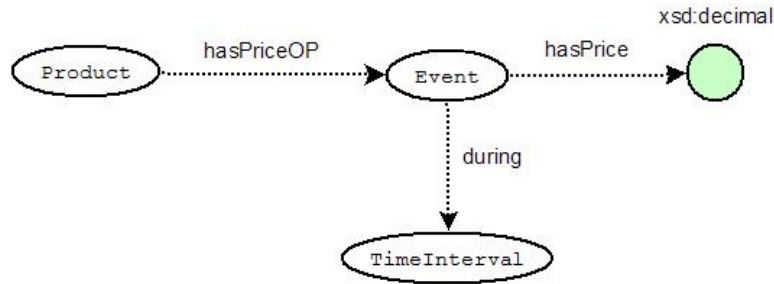 xsd:decimal
hasPriceOP
hasPrice
Product
Event
during
TimeInterval